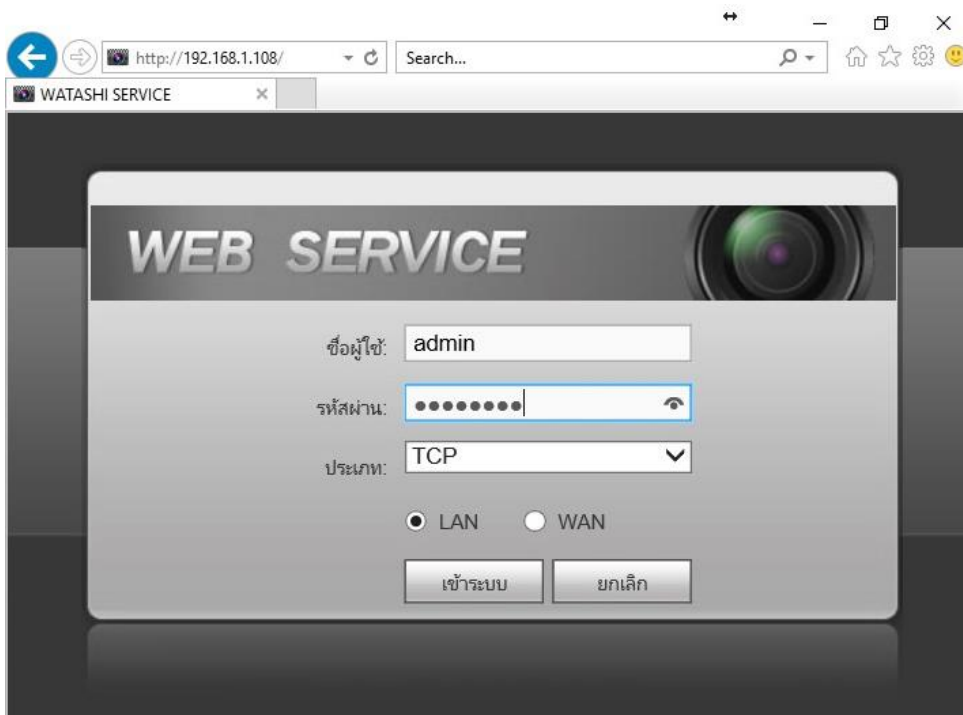 http://192.168.1.108/
Search...
WATASHI SERVICE
WEB SERVICE
ชื่อผู้ใช้: admin
รหัสผ่าน: ●●●●●●●●
ประเภท: TCP
LAN WAN
เข้าระบบ ยกเลิก